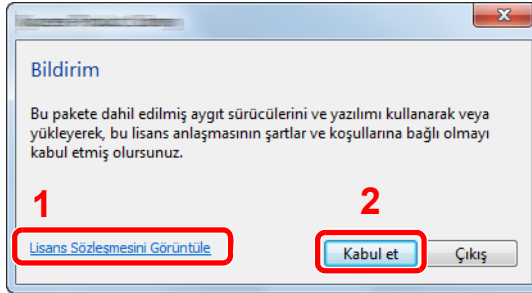 Bildirim
Bu pakete dahil edilmiş aygıt sürücülerini ve yazılımı kullanarak veya
yükleyerek, bu lisans anlaşmasının şartlar ve koşullarına bağlı olmayı
kabul etmiş olursunuz.
1
2
Lisans Sözleşmesini Görüntüle
Kabul et
Çıkış